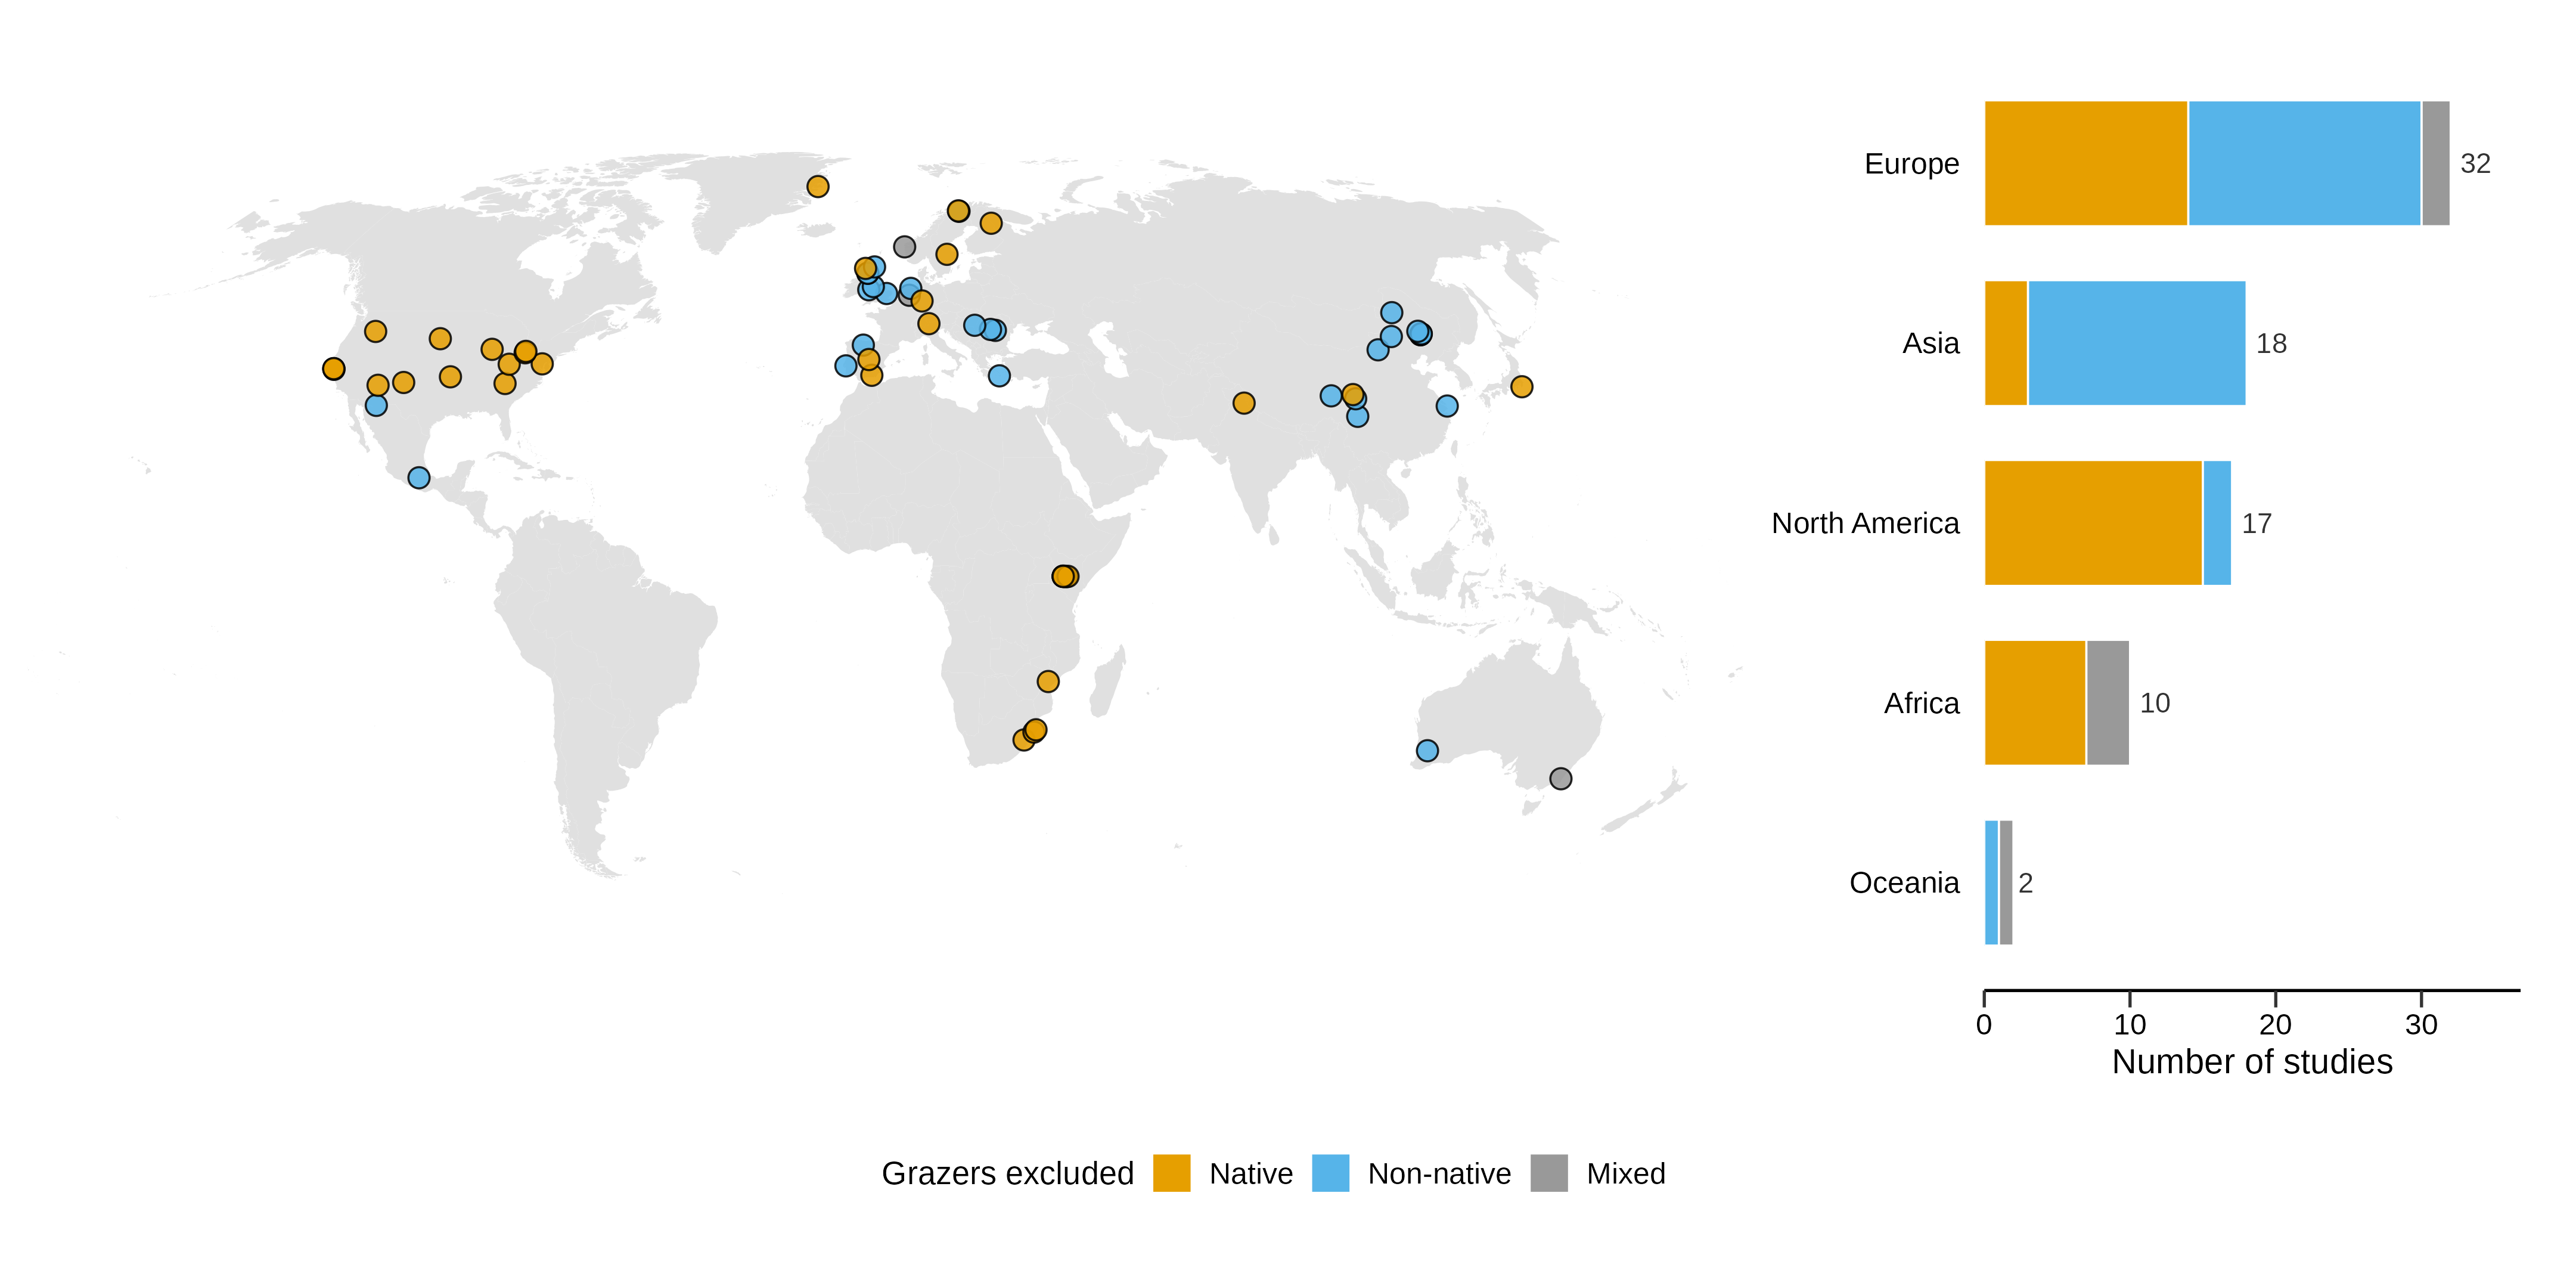 Europe 32
Asia 18
North America 17
Africa 10
Oceania 2
0 10 20 30
Number of studies
Grazers excluded Native Non-native Mixed